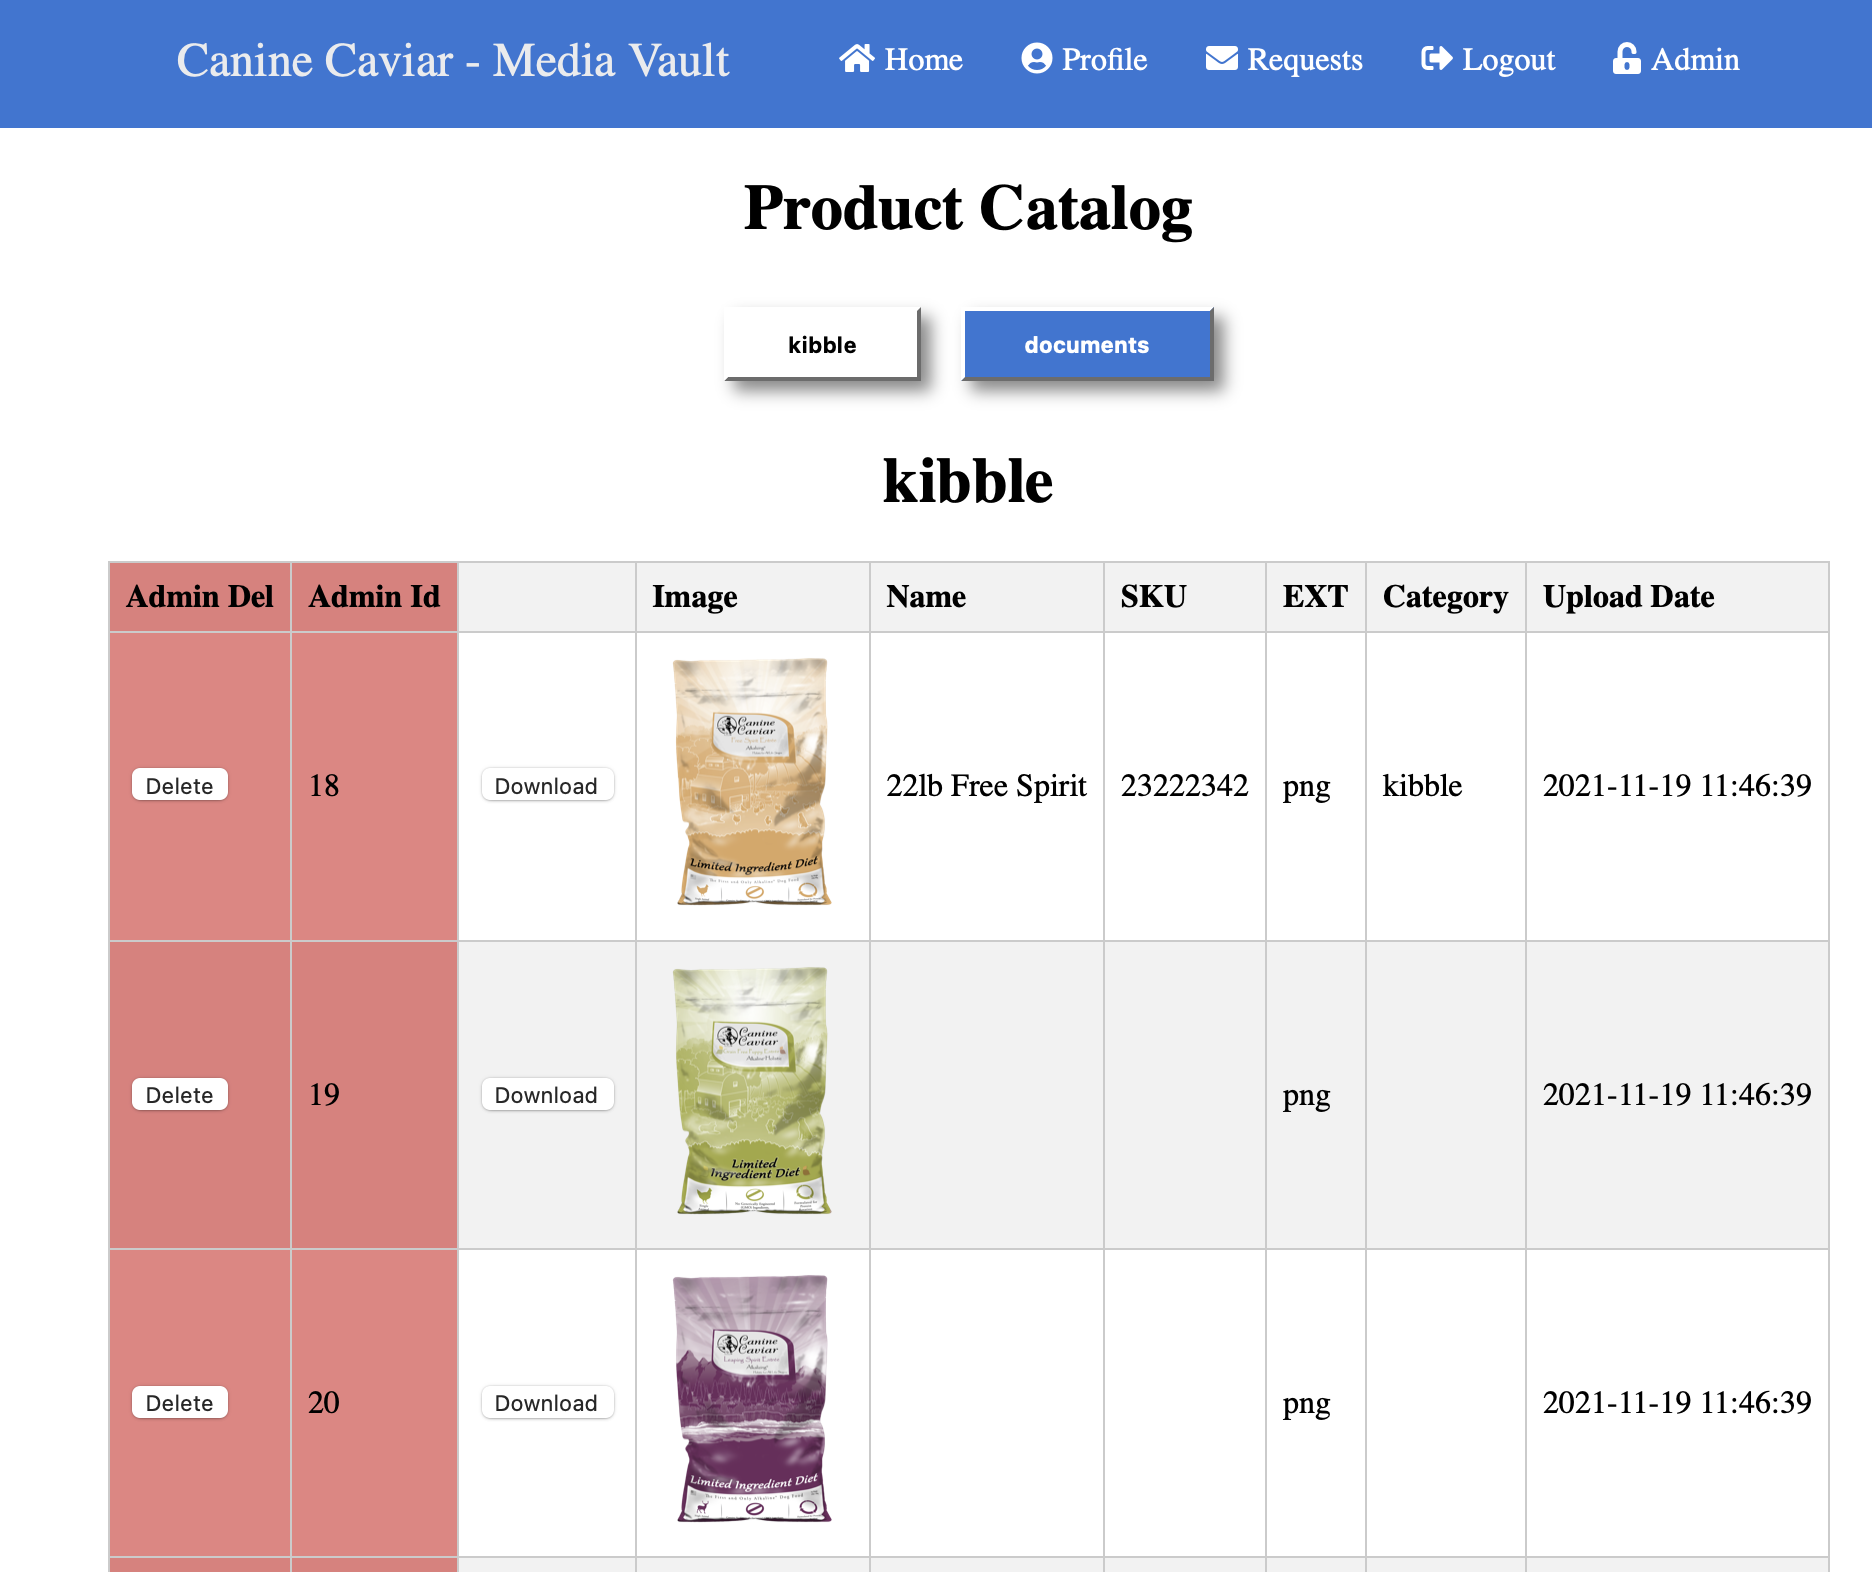 Canine Caviar - Media Vault Home Profile Requests Logout Admin
Product Catalog
kibble documents
kibble
Admin Del Admin Id Image Name SKU EXT Category Upload Date
Canine
Caviar
Limited Ingredient Diet
Delete 18 Download 22lb Free Spirit 23222342 png kibble 2021-11-19 11:46:39
Canine
Caviar
Limited
Ingredient Diet
Delete 19 Download png 2021-11-19 11:46:39
Canine
Caviar
Limited Ingredient Diet
Delete 20 Download png 2021-11-19 11:46:39